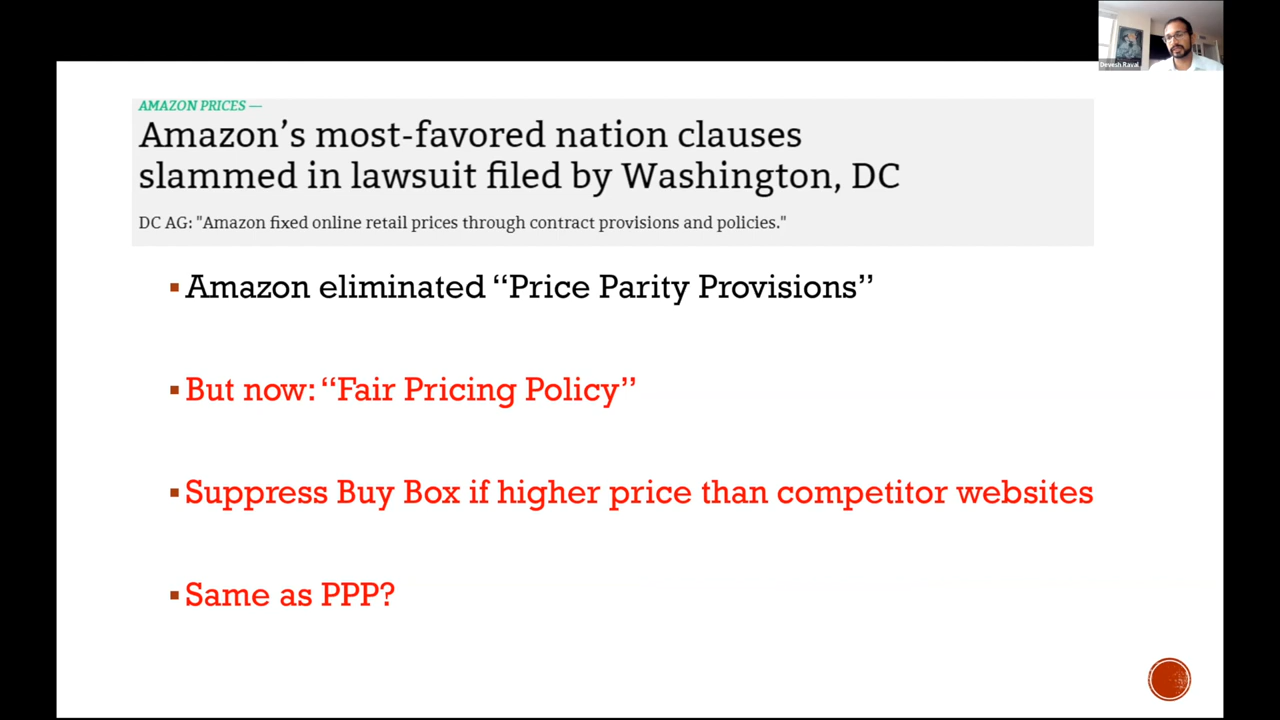 Devesh Raval
AMAZON PRICES —
Amazon’s most-favored nation clauses
slammed in lawsuit filed by Washington, DC
DC AG: "Amazon fixed online retail prices through contract provisions and policies."
▪Amazon eliminated “Price Parity Provisions”
▪But now: “Fair Pricing Policy”
▪Suppress Buy Box if higher price than competitor websites
▪Same as PPP?